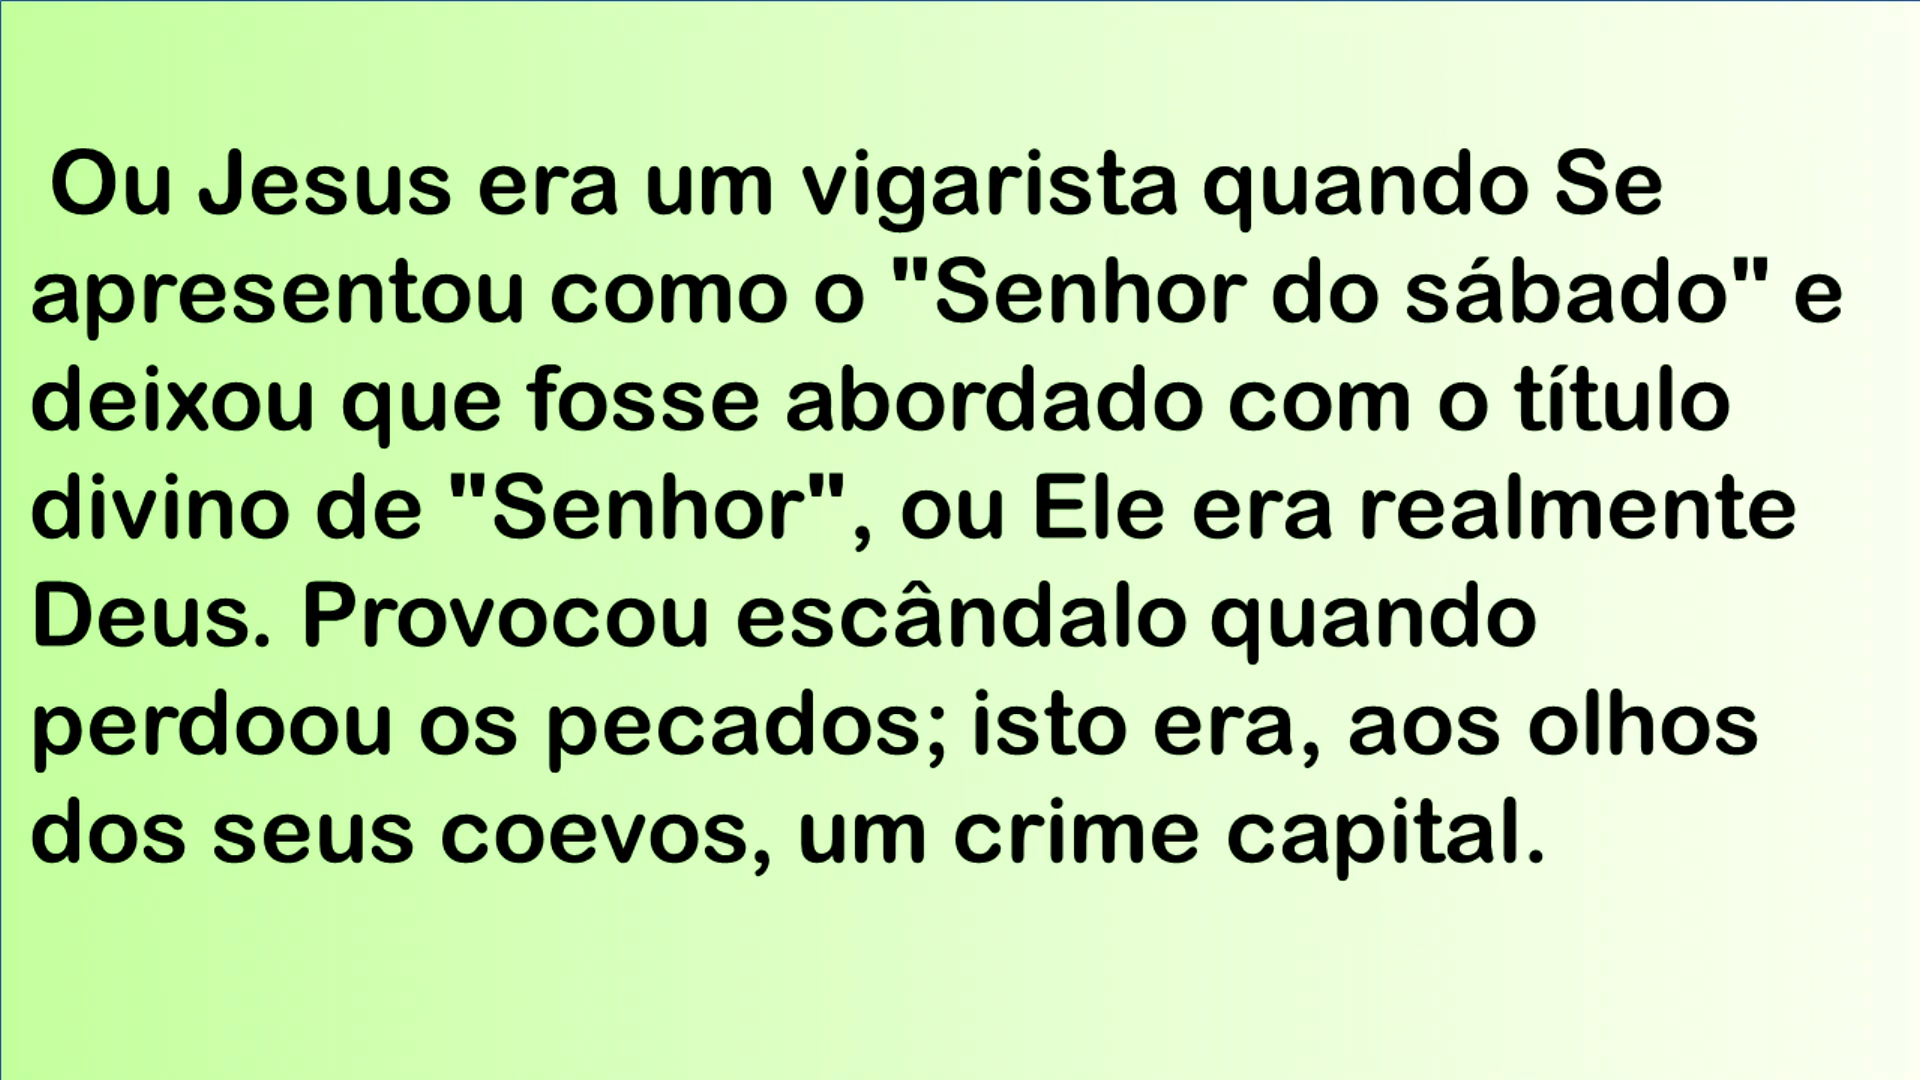 Ou Jesus era um vigarista quando Se
apresentou como o "Senhor do sábado" e
deixou que fosse abordado com o título
divino de "Senhor", ou Ele era realmente
Deus. Provocou escândalo quando
perdoou os pecados; isto era, aos olhos
dos seus coevos, um crime capital.